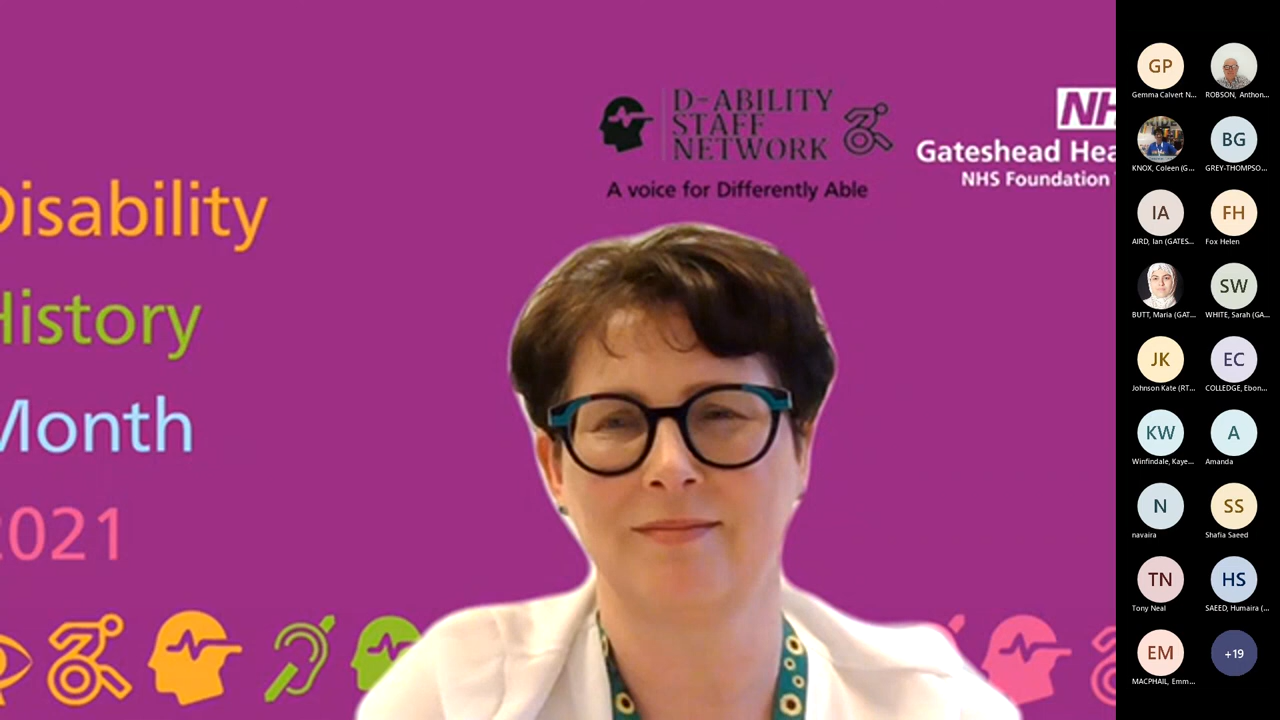 D-ABILITY
STAFF
NETWORK
A voice for Differently Able
NH
Gateshead Hea
NHS Foundation
Disability
History
Month
2021
GP
Gemma Calvert N...
ROBSON, Anthon...
KNOX, Coleen (G...
BG
GREY-THOMPSO...
IA
AIRD, Ian (GATES...
FH
Fox Helen
BUTT, Maria (GAT...
SW
WHITE, Sarah (GA...
JK
Johnson Kate (RT...
EC
COLLEDGE, Ebon...
KW
Winfindale, Kaye...
A
Amanda
N
navaira
SS
Shafia Saeed
TN
Tony Neal
HS
SAEED, Humaira (...
EM
MACPHAIL, Emm...
+19